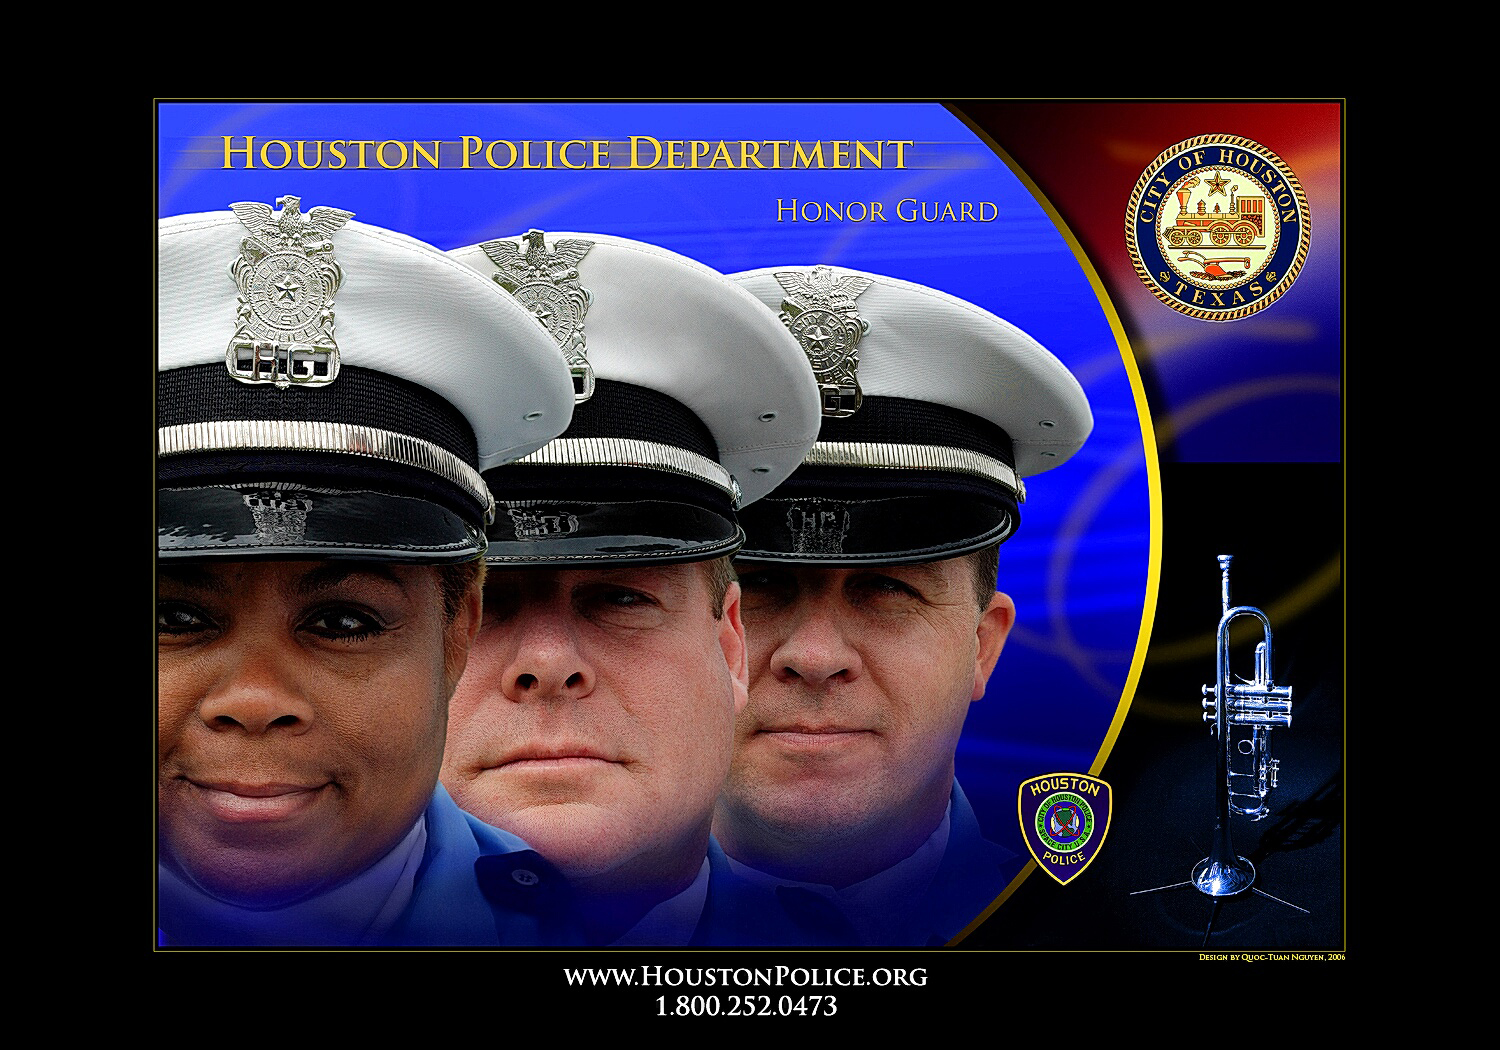 HOUSTON POLICE DEPARTMENT
HONOR GUARD
CITY OF HOUSTON
TEXAS
HG
HOUSTON
POLICE
DESIGN BY QUOC-TUAN NGUYEN, 2006
WWW.HOUSTONPOLICE.ORG
1.800.252.0473